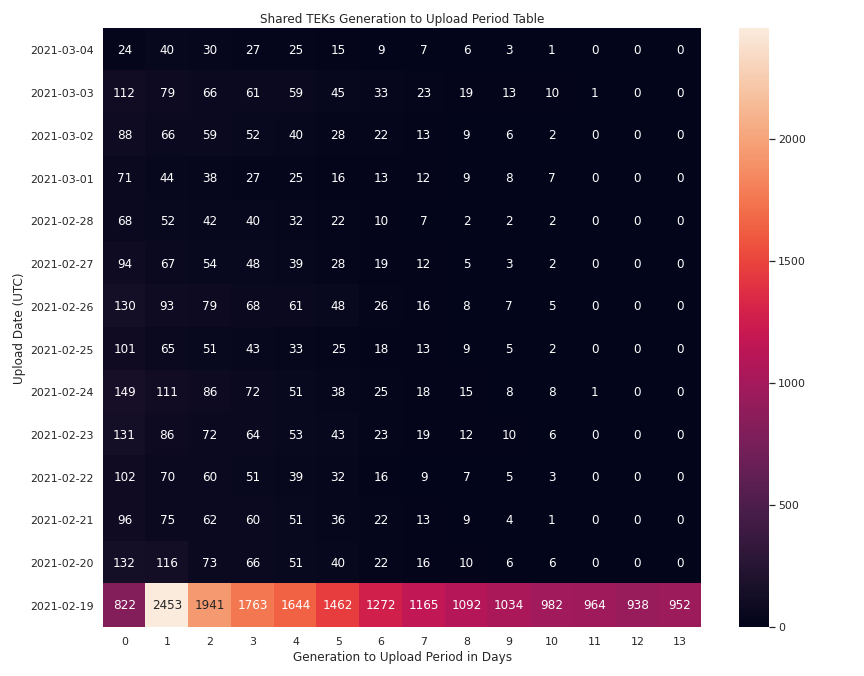 Shared TEKs Generation to Upload Period Table
Upload Date (UTC)
2021-03-04 24 40 30 27 25 15 9 7 6 3 1 0 0 0
2021-03-03 112 79 66 61 59 45 33 23 19 13 10 1 0 0
2021-03-02 88 66 59 52 40 28 22 13 9 6 2 0 0 0
2021-03-01 71 44 38 27 25 16 13 12 9 8 7 0 0 0
2021-02-28 68 52 42 40 32 22 10 7 2 2 2 0 0 0
2021-02-27 94 67 54 48 39 28 19 12 5 3 2 0 0 0
2021-02-26 130 93 79 68 61 48 26 16 8 7 5 0 0 0
2021-02-25 101 65 51 43 33 25 18 13 9 5 2 0 0 0
2021-02-24 149 111 86 72 51 38 25 18 15 8 8 1 0 0
2021-02-23 131 86 72 64 53 43 23 19 12 10 6 0 0 0
2021-02-22 102 70 60 51 39 32 16 9 7 5 3 0 0 0
2021-02-21 96 75 62 60 51 36 22 13 9 4 1 0 0 0
2021-02-20 132 116 73 66 51 40 22 16 10 6 6 0 0 0
2021-02-19 822 2453 1941 1763 1644 1462 1272 1165 1092 1034 982 964 938 952
0 1 2 3 4 5 6 7 8 9 10 11 12 13
Generation to Upload Period in Days
2000
1500
1000
500
0